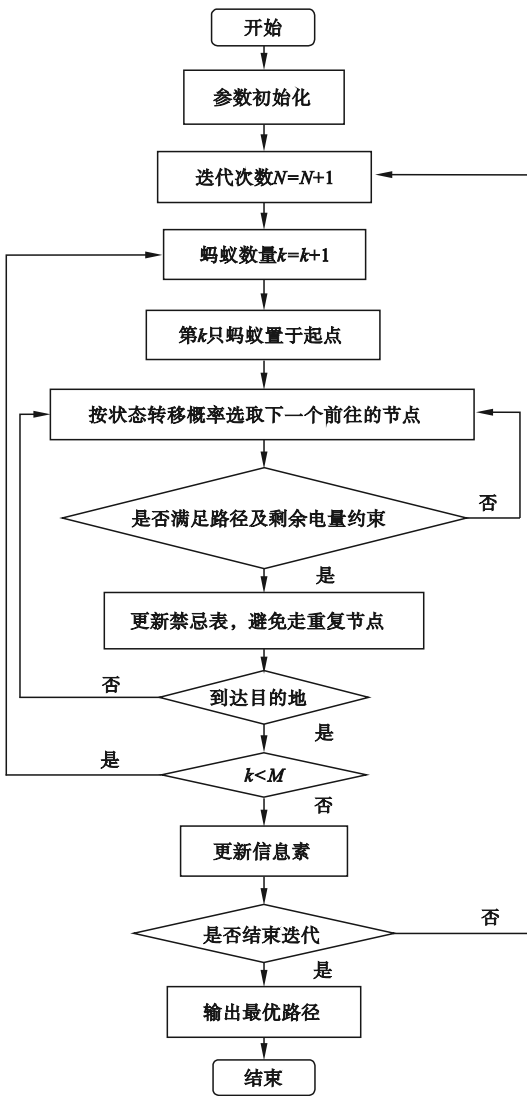 开始
参数初始化
迭代次数N=N+1
蚂蚁数量k=k+1
第k只蚂蚁置于起点
按状态转移概率选取下一个前往的节点
是否满足路径及剩余电量约束
否
是
更新禁忌表，避免走重复节点
否
到达目的地
是
是
k<M
否
更新信息素
是否结束迭代
否
是
输出最优路径
结束